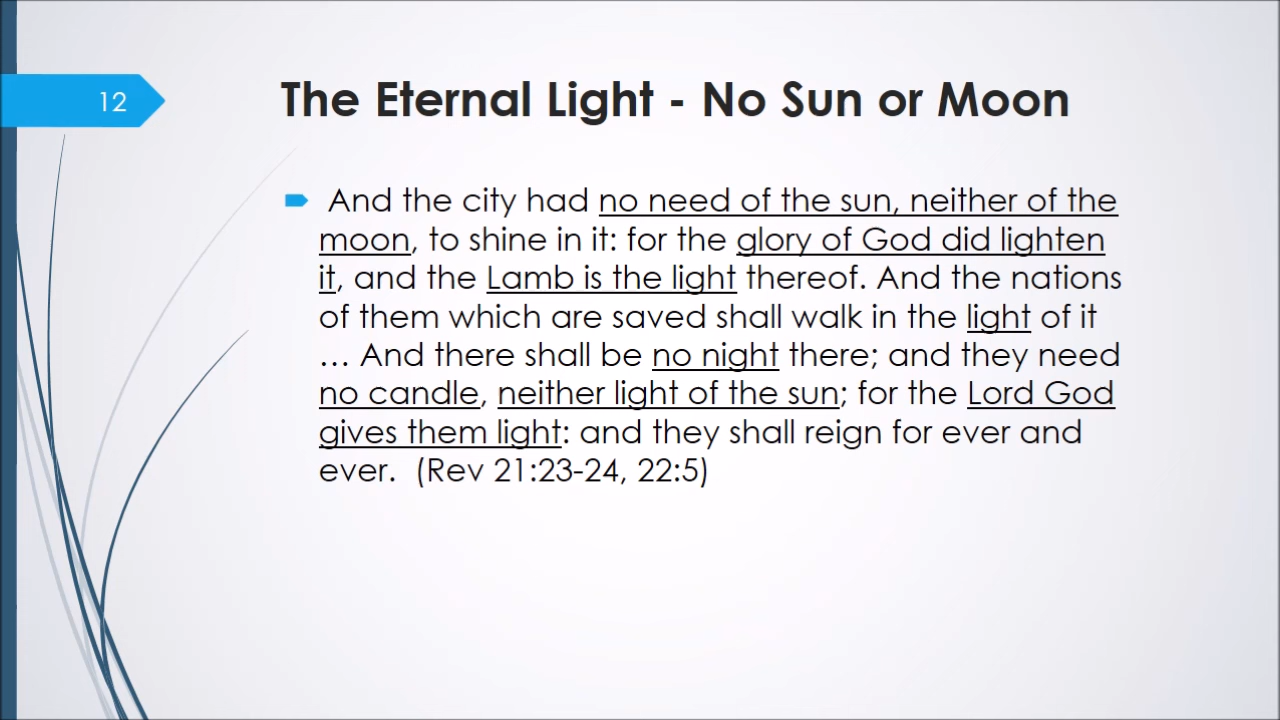 12
The Eternal Light - No Sun or Moon
And the city had no need of the sun, neither of the
moon, to shine in it: for the glory of God did lighten
it, and the Lamb is the light thereof. And the nations
of them which are saved shall walk in the light of it
… And there shall be no night there; and they need
no candle, neither light of the sun; for the Lord God
gives them light: and they shall reign for ever and
ever.  (Rev 21:23-24, 22:5)